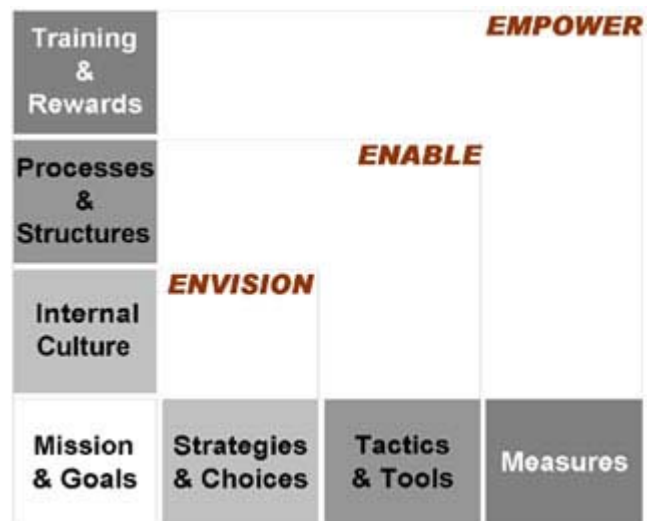 EMPOWER
Training
&
Rewards
ENABLE
Processes
&
Structures
ENVISION
Internal
Culture
Mission
& Goals
Strategies
& Choices
Tactics
& Tools
Measures